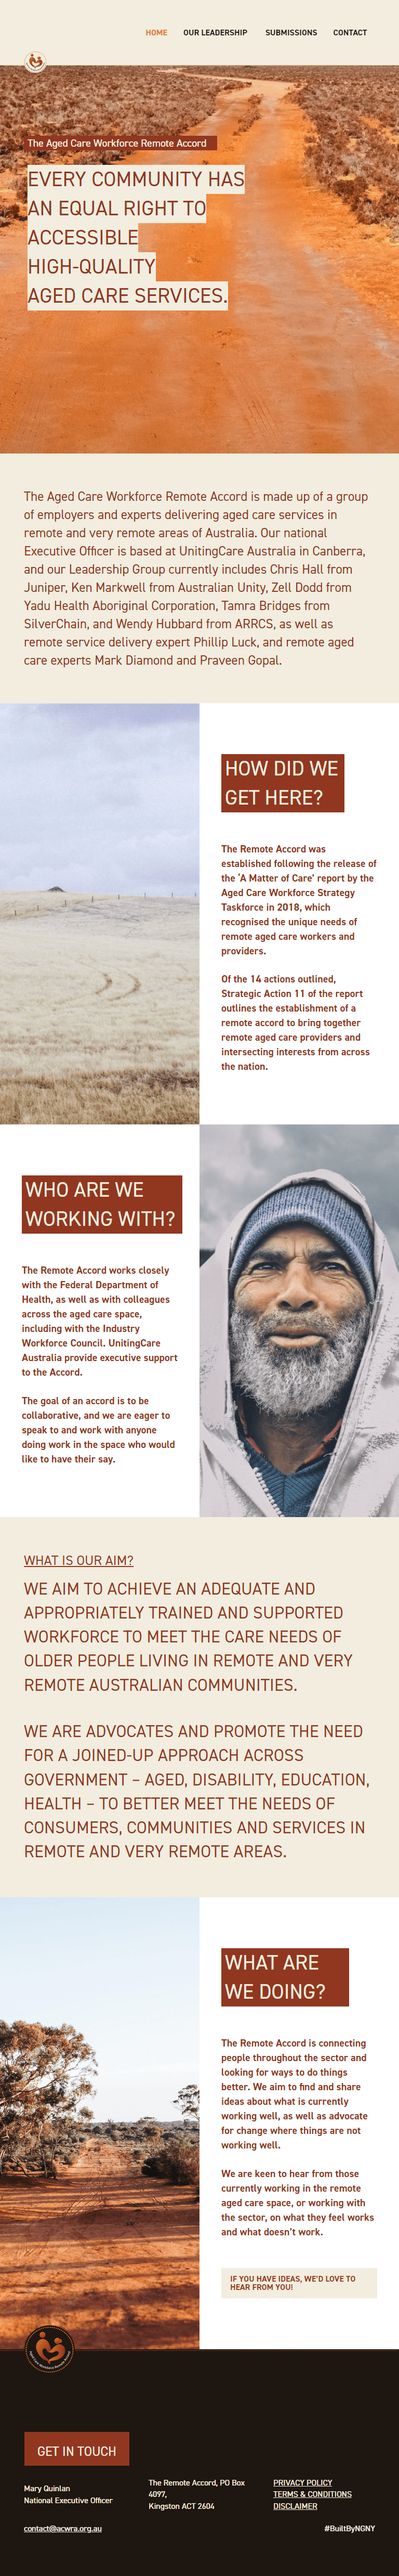 HOME OUR LEADERSHIP SUBMISSIONS CONTACT
The Aged Care Workforce Remote Accord
EVERY COMMUNITY HAS
AN EQUAL RIGHT TO
ACCESSIBLE
HIGH-QUALITY
AGED CARE SERVICES.
The Aged Care Workforce Remote Accord is made up of a group
of employers and experts delivering aged care services in
remote and very remote areas of Australia. Our national
Executive Officer is based at UnitingCare Australia in Canberra,
and our Leadership Group currently includes Chris Hall from
Juniper, Ken Markwell from Australian Unity, Zell Dodd from
Yadu Health Aboriginal Corporation, Tamra Bridges from
SilverChain, and Wendy Hubbard from ARRCS, as well as
remote service delivery expert Phillip Luck, and remote aged
care experts Mark Diamond and Praveen Gopal.
HOW DID WE
GET HERE?
The Remote Accord was
established following the release of
the ‘A Matter of Care’ report by the
Aged Care Workforce Strategy
Taskforce in 2018, which
recognised the unique needs of
remote aged care workers and
providers.
Of the 14 actions outlined,
Strategic Action 11 of the report
outlines the establishment of a
remote accord to bring together
remote aged care providers and
intersecting interests from across
the nation.
WHO ARE WE
WORKING WITH?
The Remote Accord works closely
with the Federal Department of
Health, as well as with colleagues
across the aged care space,
including with the Industry
Workforce Council. UnitingCare
Australia provide executive support
to the Accord.
The goal of an accord is to be
collaborative, and we are eager to
speak to and work with anyone
doing work in the space who would
like to have their say.
WHAT IS OUR AIM?
WE AIM TO ACHIEVE AN ADEQUATE AND
APPROPRIATELY TRAINED AND SUPPORTED
WORKFORCE TO MEET THE CARE NEEDS OF
OLDER PEOPLE LIVING IN REMOTE AND VERY
REMOTE AUSTRALIAN COMMUNITIES.
WE ARE ADVOCATES AND PROMOTE THE NEED
FOR A JOINED-UP APPROACH ACROSS
GOVERNMENT – AGED, DISABILITY, EDUCATION,
HEALTH – TO BETTER MEET THE NEEDS OF
CONSUMERS, COMMUNITIES AND SERVICES IN
REMOTE AND VERY REMOTE AREAS.
WHAT ARE
WE DOING?
The Remote Accord is connecting
people throughout the sector and
looking for ways to do things
better. We aim to find and share
ideas about what is currently
working well, as well as advocate
for change where things are not
working well.
We are keen to hear from those
currently working in the remote
aged care space, or working with
the sector, on what they feel works
and what doesn’t work.
IF YOU HAVE IDEAS, WE’D LOVE TO
HEAR FROM YOU!
Aged Care Workforce Remote Accord
GET IN TOUCH
Mary Quinlan
National Executive Officer
contact@acwra.org.au
The Remote Accord, PO Box
4097,
Kingston ACT 2604
PRIVACY POLICY
TERMS & CONDITIONS
DISCLAIMER
#BuiltByNGNY